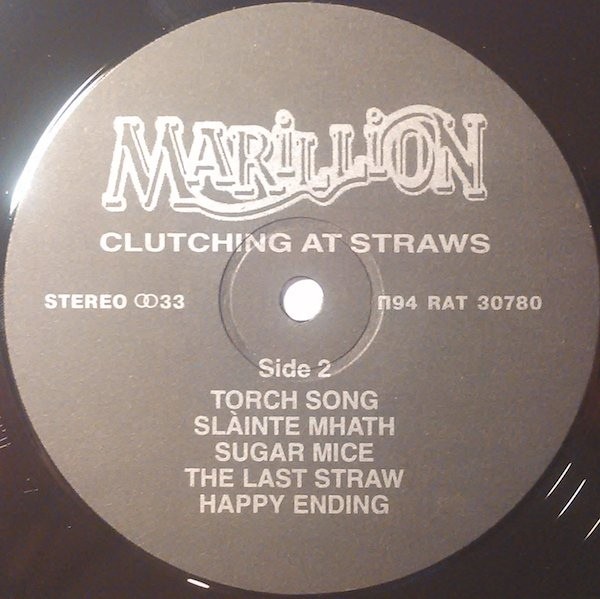 MARiLLiON
CLUTCHING AT STRAWS
STEREO ꝏ33 П94 RAT 30780
Side 2
TORCH SONG
SLÀINTE MHATH
SUGAR MICE
THE LAST STRAW
HAPPY ENDING